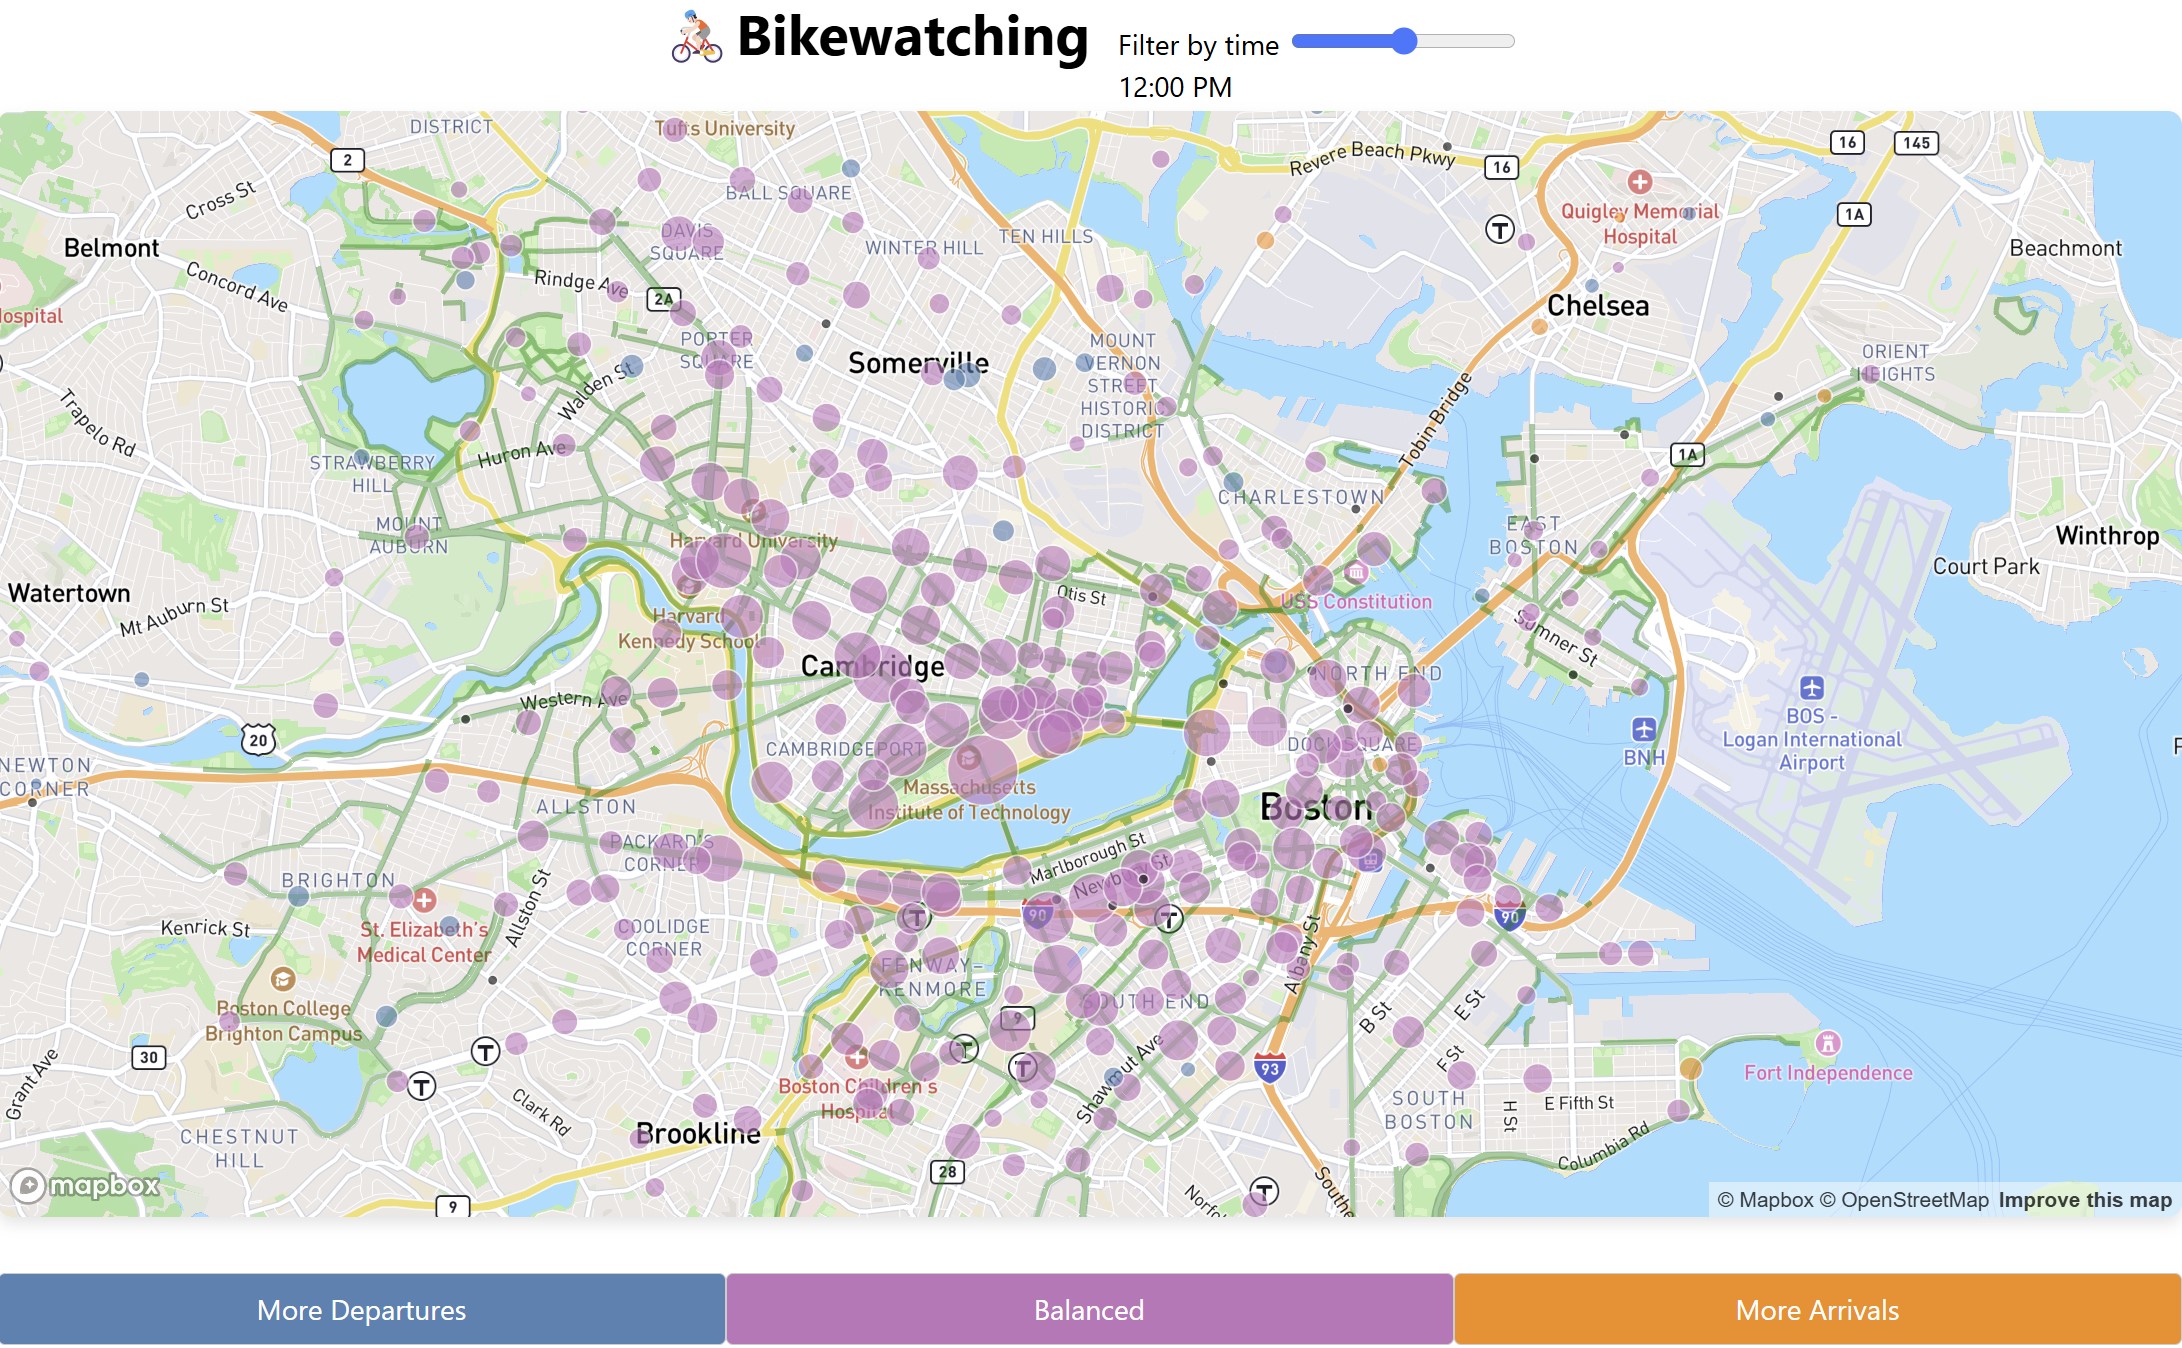 Bikewatching
Filter by time
12:00 PM
DISTRICT
Tufts University
2
Revere Beach Pkwy
16
16
145
Cross St
BALL SQUARE
Quigley Memorial
Hospital
1A
Belmont
DAVIS
SQUARE
WINTER HILL
TEN HILLS
T
Beachmont
Concord Ave
Rindge Ave
2A
Chelsea
Hospital
PORTER
SQUARE
Somerville
MOUNT
VERNON
STREET
HISTORIC
DISTRICT
ORIENT
HEIGHTS
Walden St
Trapelo Rd
Tobin Bridge
Huron Ave
STRAWBERRY
HILL
1A
CHARLESTOWN
MOUNT
AUBURN
Harvard University
EAST
BOSTON
Winthrop
Court Park
Watertown
Mt Auburn St
Otis St
USS Constitution
Harvard
Kennedy School
Sumner St
Cambridge
NORTH END
Western Ave
20
CAMBRIDGEPORT
DOCK SQUARE
BNH
BOS -
Logan International
Airport
NEWTON
CORNER
ALLSTON
Massachusetts
Institute of Technology
Boston
PACKARD'S
CORNER
Marlborough St
Newbury St
BRIGHTON
Kenrick St
St. Elizabeth's
Medical Center
Allston St
COOLIDGE
CORNER
T
90
T
90
Albany St
FENWAY-
KENMORE
SOUTH END
Boston College
Brighton Campus
B St
E St
F St
9
30
T
T
T
T
Grant Ave
Shawmut Ave
93
Boston Children's
Hospital
Fort Independence
Clark Rd
SOUTH
BOSTON
H St
E Fifth St
CHESTNUT
HILL
Brookline
Columbia Rd
28
T
9
mapbox
© Mapbox © OpenStreetMap Improve this map
More Departures
Balanced
More Arrivals